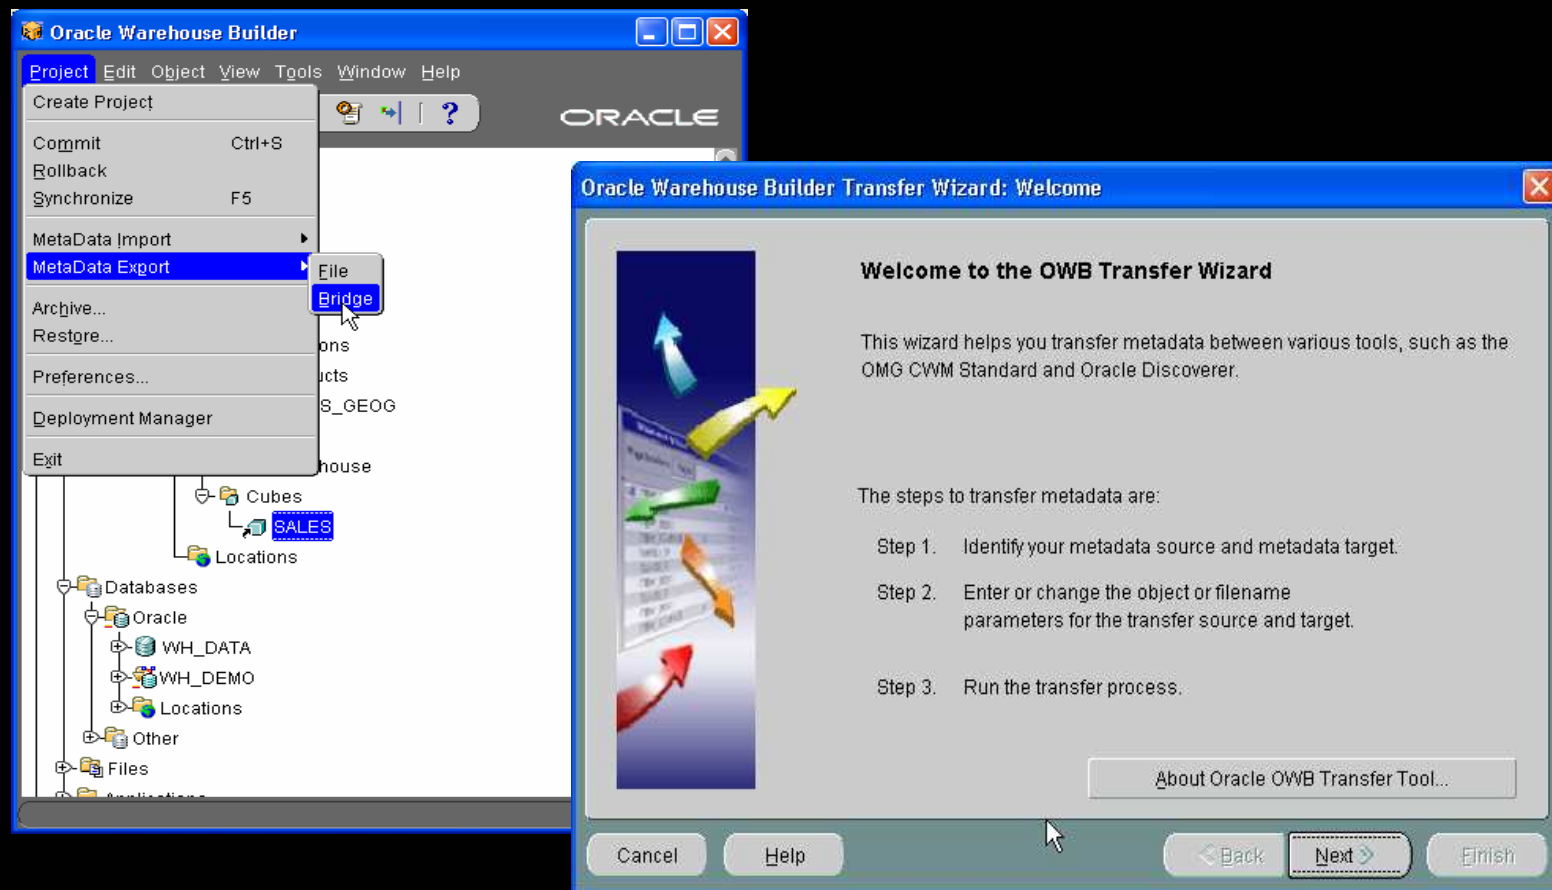 Oracle Warehouse Builder
Project Edit Object View Tools Window Help
Create Project
ORACLE
Commit Ctrl+S
Rollback
Synchronize F5
MetaData Import
MetaData Export
File
Bridge
Archive...
Restore...
ons
ucts
Preferences...
S_GEOG
Deployment Manager
Exit
house
Cubes
SALES
Locations
Databases
Oracle
WH_DATA
WH_DEMO
Locations
Other
Files
Oracle Warehouse Builder Transfer Wizard: Welcome
Welcome to the OWB Transfer Wizard
This wizard helps you transfer metadata between various tools, such as the
OMG CWM Standard and Oracle Discoverer.
The steps to transfer metadata are:
Step 1. Identify your metadata source and metadata target.
Step 2. Enter or change the object or filename
parameters for the transfer source and target.
Step 3. Run the transfer process.
About Oracle OWB Transfer Tool...
Cancel Help Back Next Finish